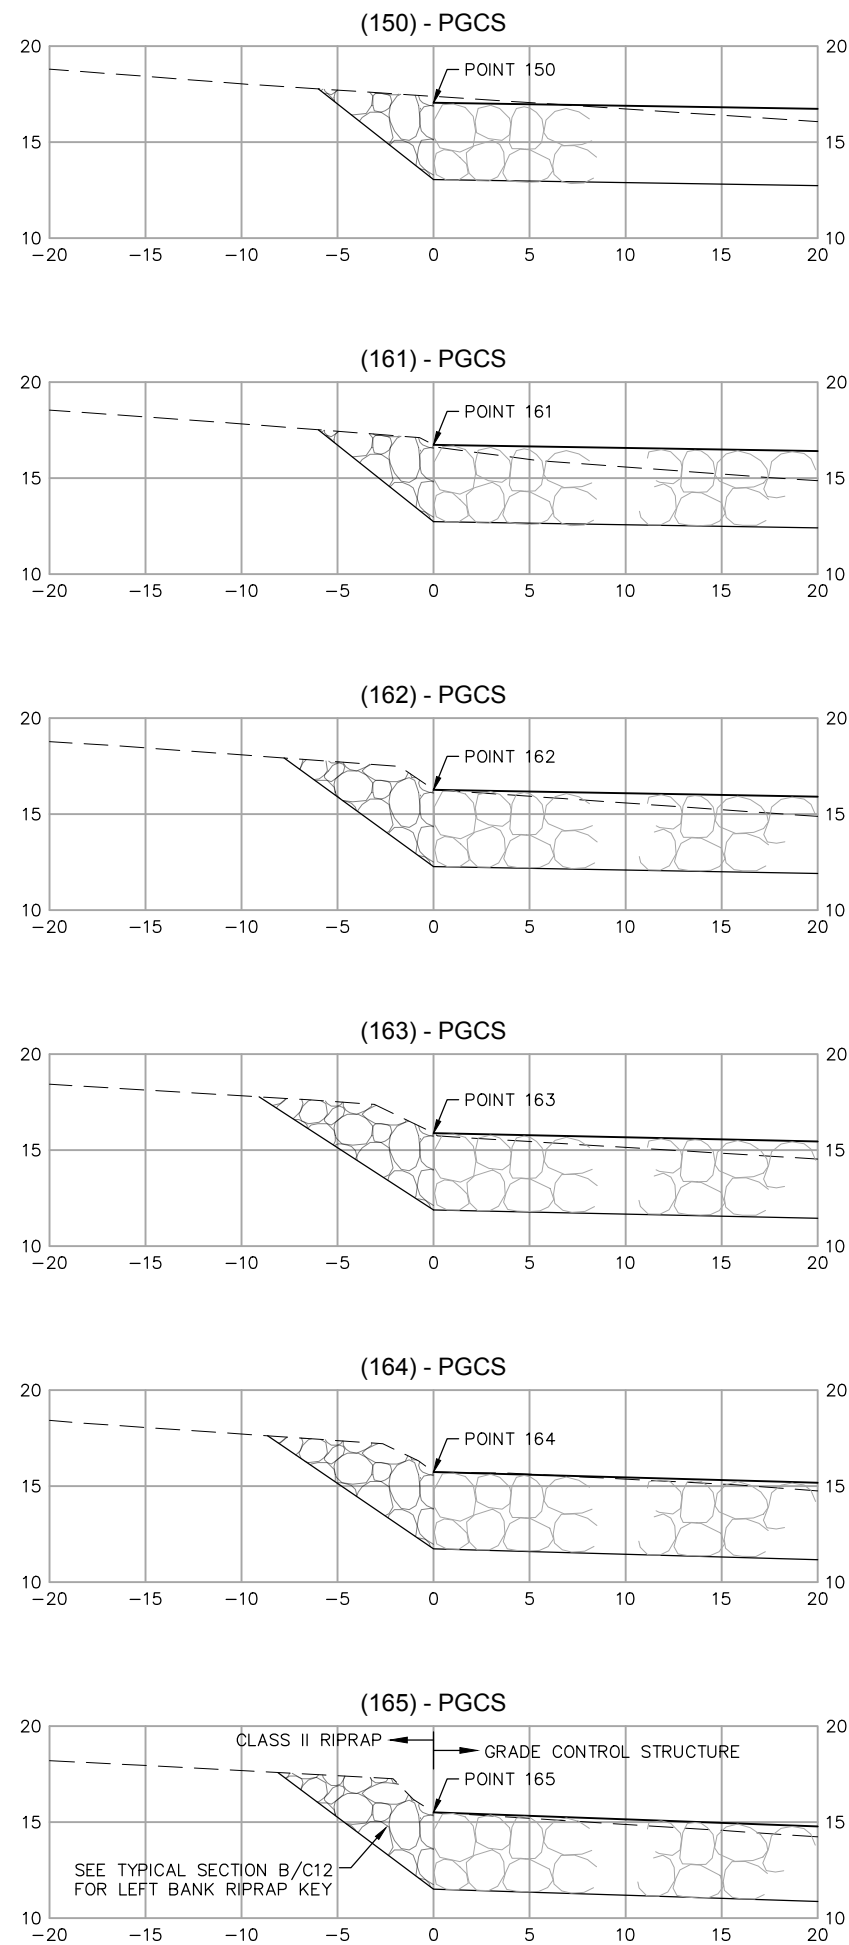 (150) - PGCS
20 20
POINT 150
15 15
10 10
−20 −15 −10 −5 0 5 10 15 20
(161) - PGCS
20 20
POINT 161
15 15
10 10
−20 −15 −10 −5 0 5 10 15 20
(162) - PGCS
20 20
POINT 162
15 15
10 10
−20 −15 −10 −5 0 5 10 15 20
(163) - PGCS
20 20
POINT 163
15 15
10 10
−20 −15 −10 −5 0 5 10 15 20
(164) - PGCS
20 20
POINT 164
15 15
10 10
−20 −15 −10 −5 0 5 10 15 20
(165) - PGCS
20 20
CLASS II RIPRAP
GRADE CONTROL STRUCTURE
POINT 165
15 15
SEE TYPICAL SECTION B/C12
FOR LEFT BANK RIPRAP KEY
10 10
−20 −15 −10 −5 0 5 10 15 20